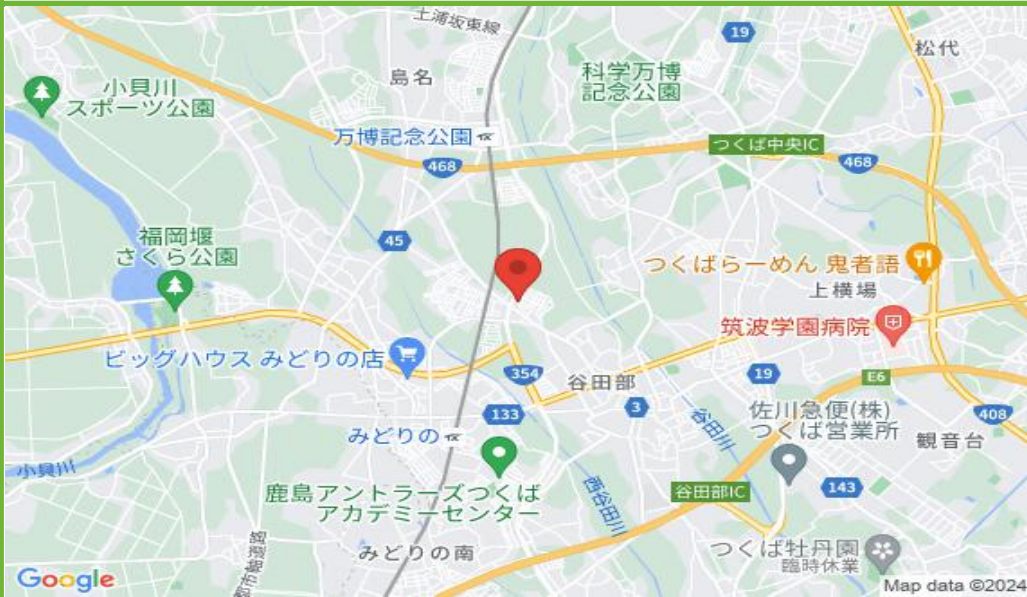 土浦坂東線
19
松代
島名
科学万博
記念公園
小貝川
スポーツ公園
万博記念公園
つくば中央IC
468
468
福岡堰
さくら公園
45
つくばらーめん 鬼者語
上横場
筑波学園病院
ビッグハウス みどりの店
354
谷田部
19
E6
133
3
佐川急便(株)
つくば営業所
408
谷田川
観音台
みどりの
小貝川
鹿島アントラーズつくば
アカデミーセンター
西谷田川
谷田部IC
143
みどりの南
つくば牡丹園
臨時休業
都市軸道路
Google
Map data ©2024